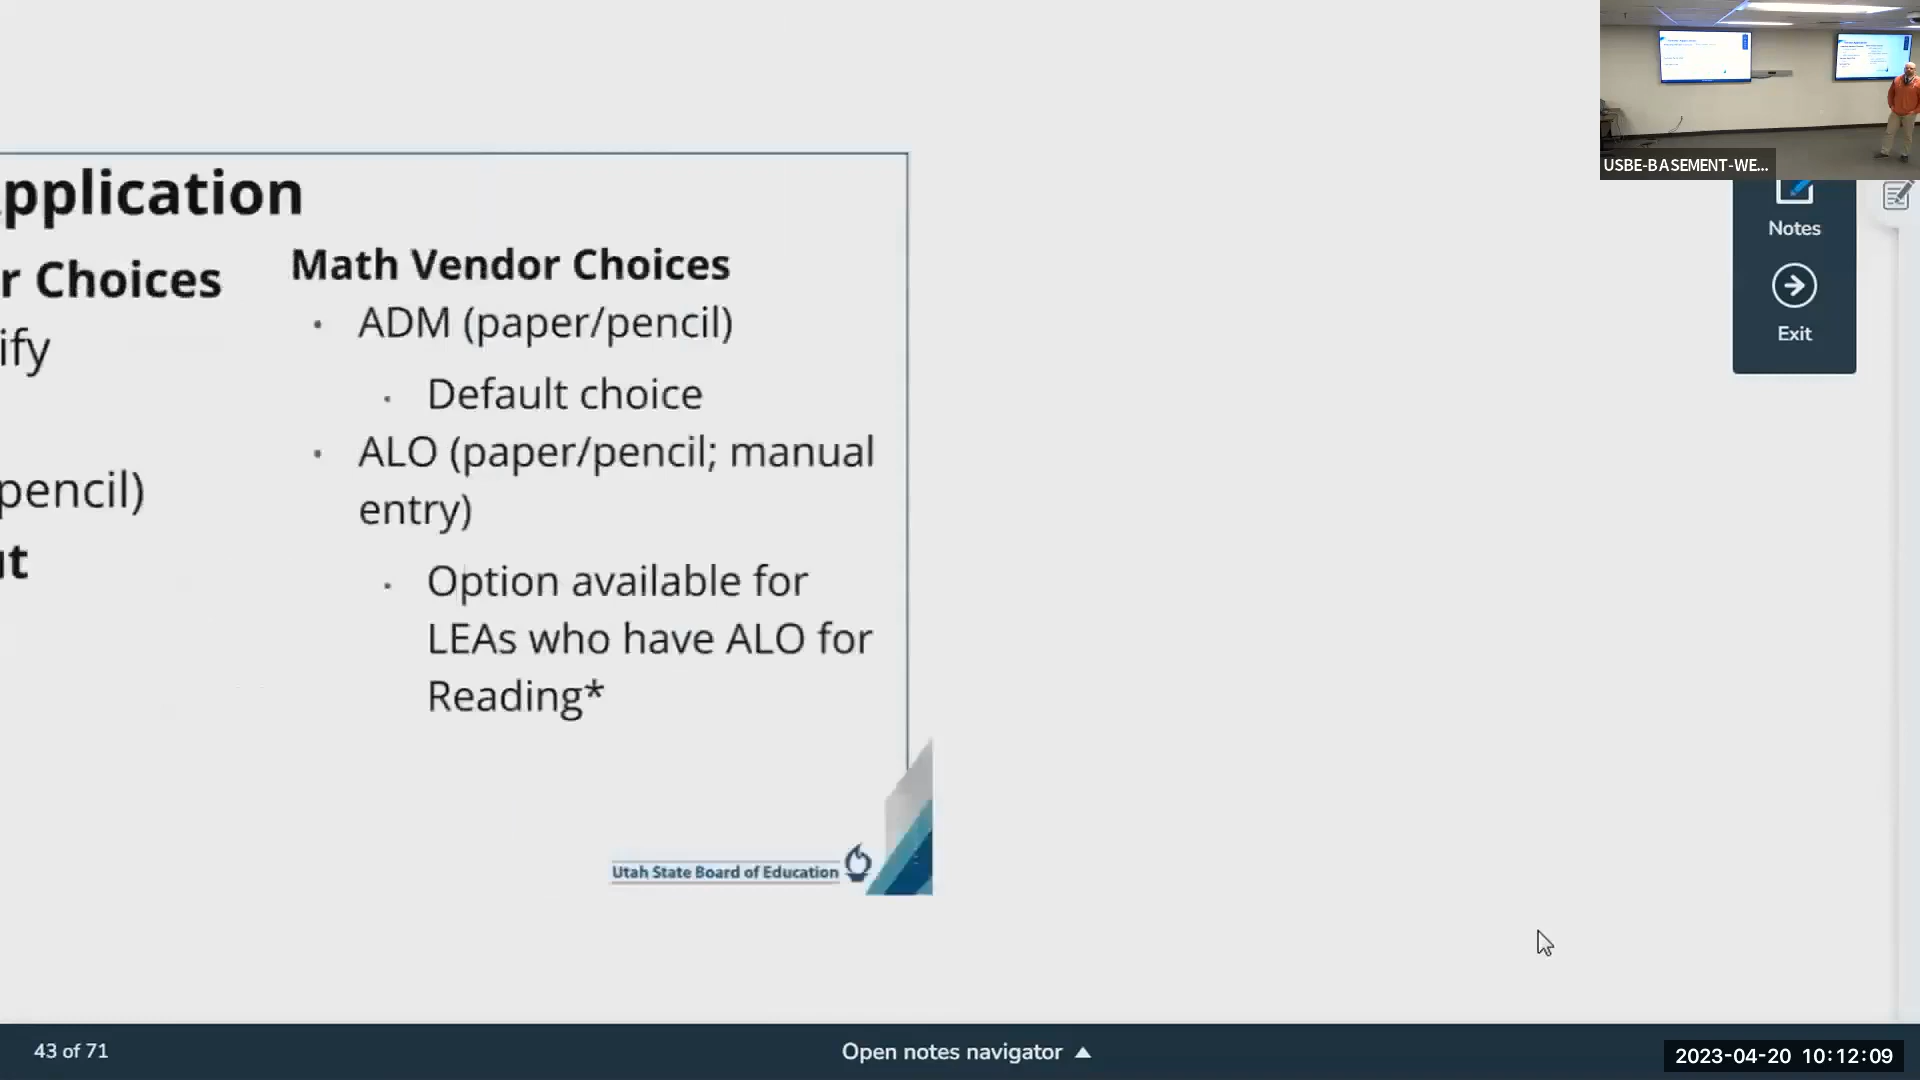 USBE-BASEMENT-WE...
pplication
r Choices
ify
pencil)
ut
Math Vendor Choices
• ADM (paper/pencil)
• Default choice
• ALO (paper/pencil; manual
entry)
• Option available for
LEAs who have ALO for
Reading*
Utah State Board of Education
Notes
Exit
43 of 71
Open notes navigator ▲
2023-04-20 10:12:09